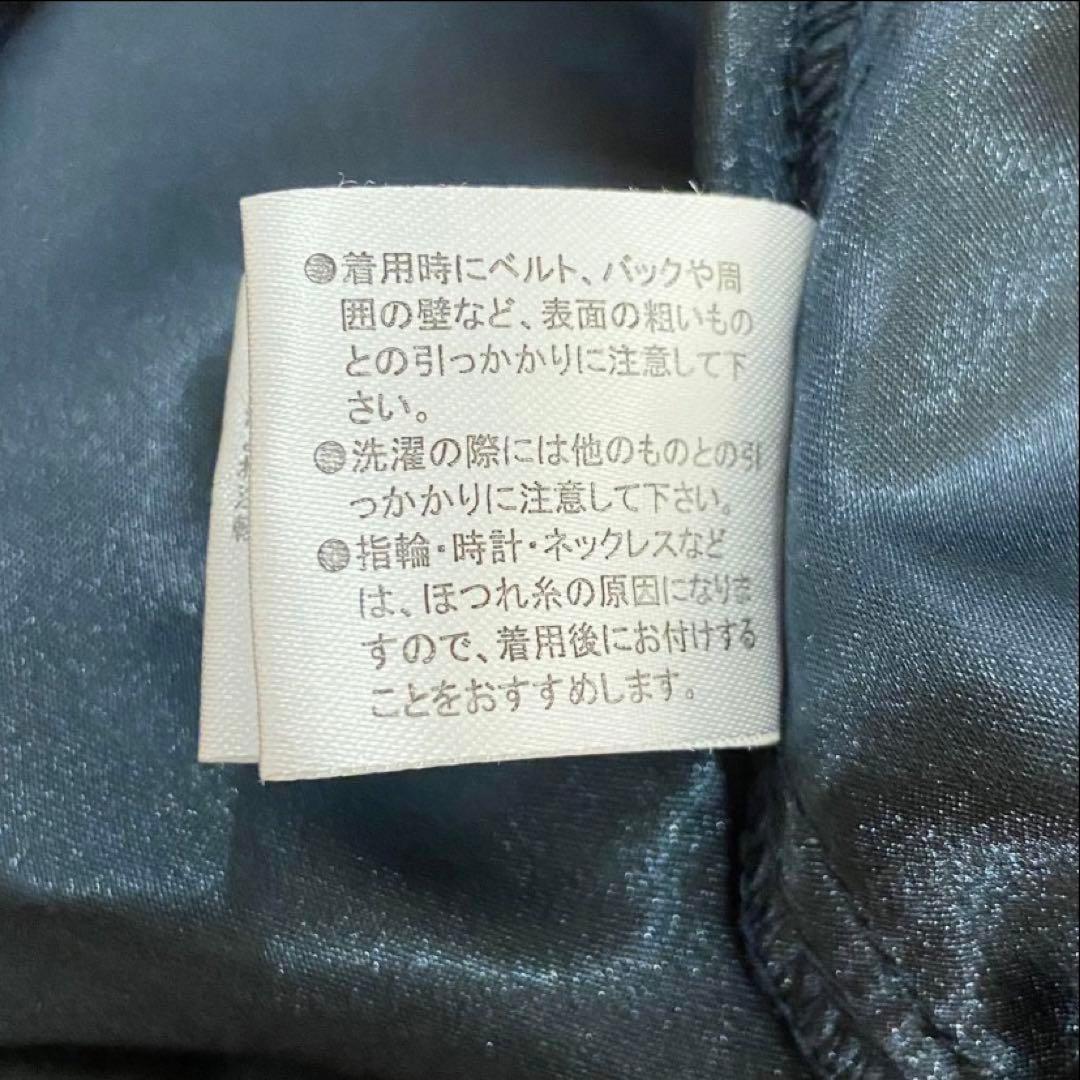 ●着用時にベルト、バックや周
囲の壁など、表面の粗いもの
との引っかかりに注意して下
さい。
●洗濯の際には他のものとの引
っかかりに注意して下さい。
●指輪・時計・ネックレスなど
は、ほつれ糸の原因になりま
すので、着用後にお付けする
ことをおすすめします。